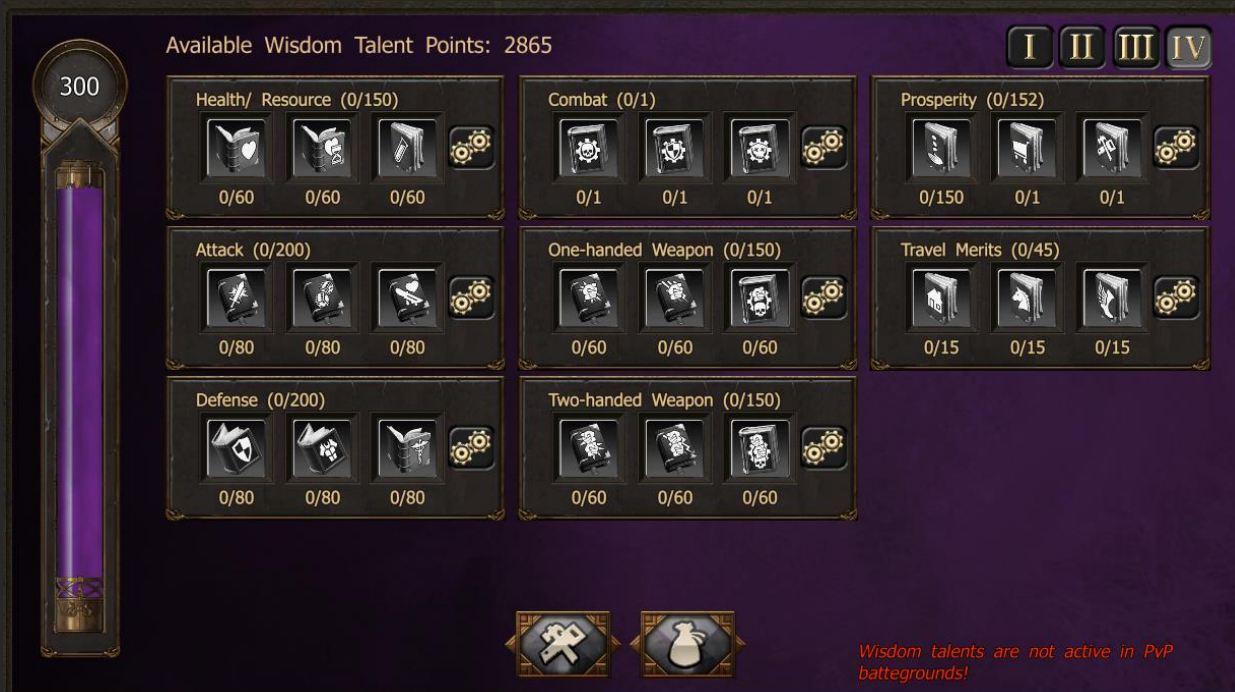 300
Available Wisdom Talent Points: 2865
I II III IV
Health/ Resource (0/150)
0/60 0/60 0/60
Combat (0/1)
0/1 0/1 0/1
Prosperity (0/152)
0/150 0/1 0/1
Attack (0/200)
0/80 0/80 0/80
One-handed Weapon (0/150)
0/60 0/60 0/60
Travel Merits (0/45)
0/15 0/15 0/15
Defense (0/200)
0/80 0/80 0/80
Two-handed Weapon (0/150)
0/60 0/60 0/60
Wisdom talents are not active in PvP
battegrounds!